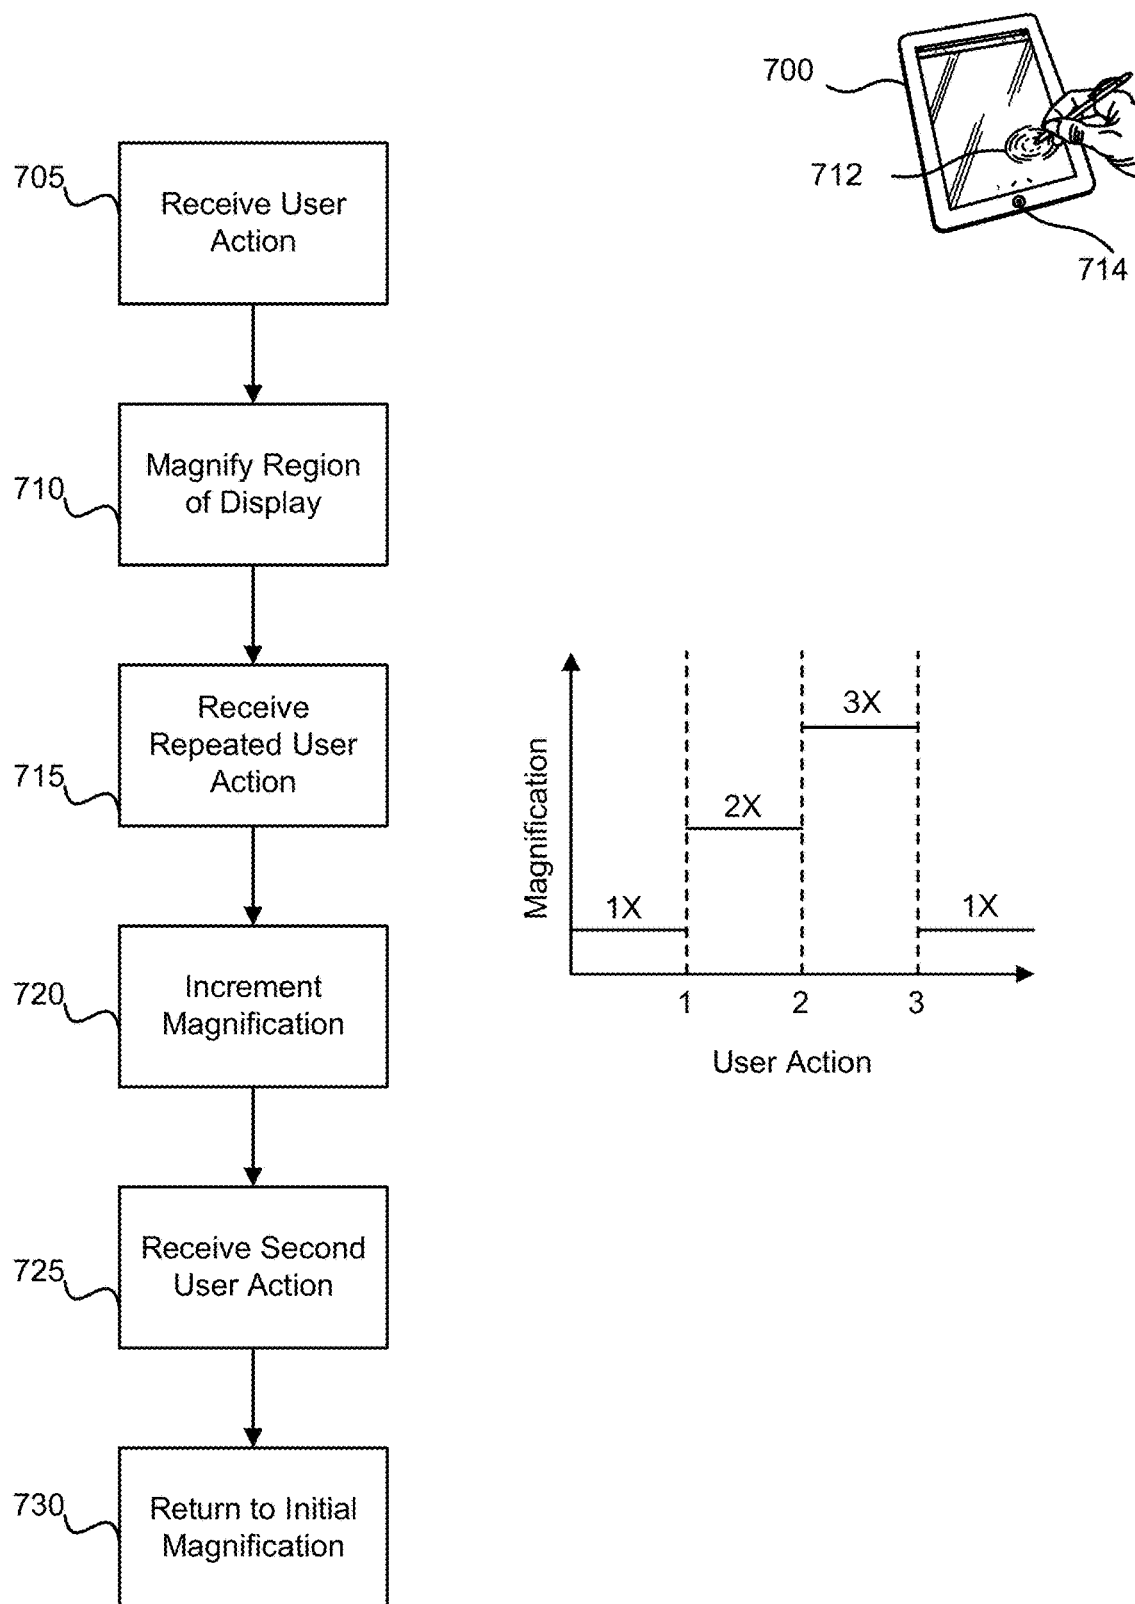 700
712
714
705
Receive User
Action
710
Magnify Region
of Display
715
Receive
Repeated User
Action
720
Increment
Magnification
725
Receive Second
User Action
730
Return to Initial
Magnification
Magnification
3X
2X
1X
1X
1
2
3
User Action